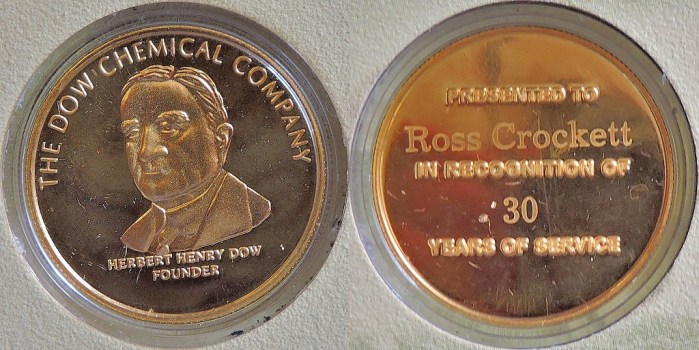 THE DOW CHEMICAL COMPANY
HERBERT HENRY DOW
FOUNDER
PRESENTED TO
Ross Crockett
IN RECOGNITION OF
30
YEARS OF SERVICE